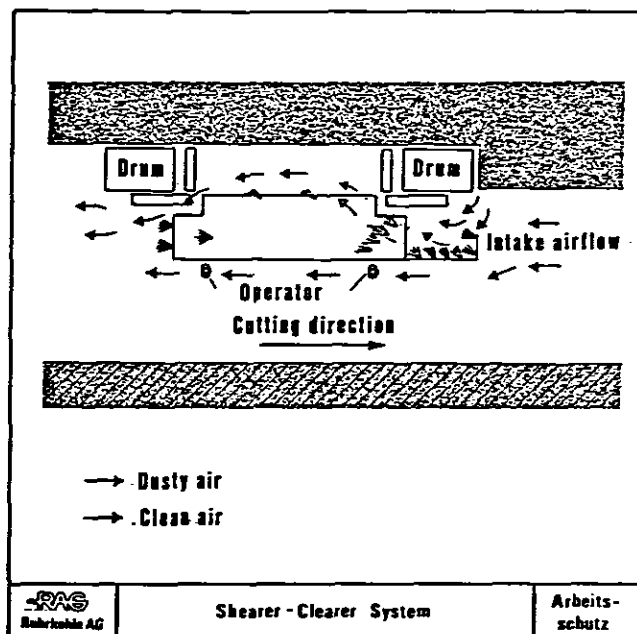 Drum
Drum
Intake airflow
Operator
Cutting direction
Dusty air
Clean air
RAG
Ruhrkohle AG
Shearer-Clearer System
Arbeits-
schutz